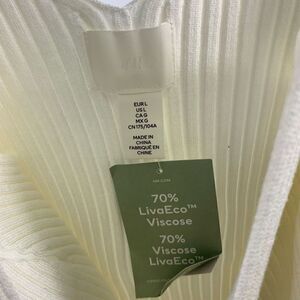 EUR L
US L
CA G
MX G
CN 175/104A
MADE IN
CHINA
FABRIQUÉ EN
CHINE
70%
LivaEco™
Viscose
70%
Viscose
LivaEco™